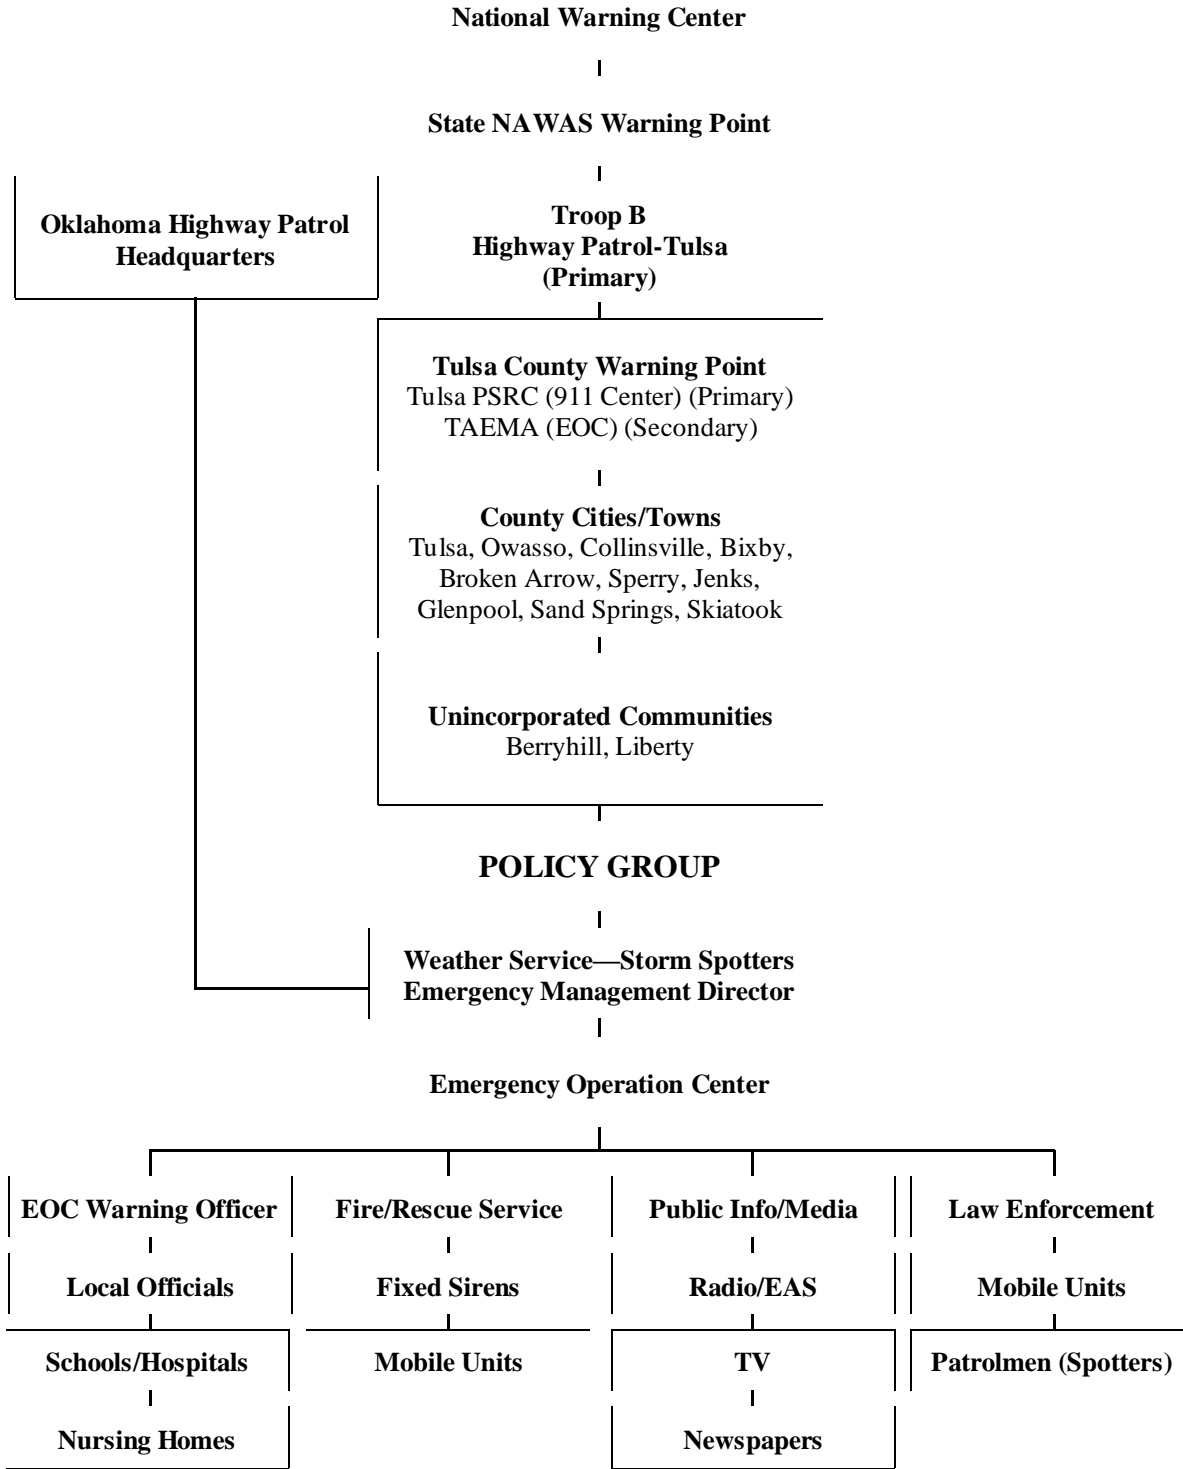 National Warning Center
State NAWAS Warning Point
Oklahoma Highway Patrol
Headquarters
Troop B
Highway Patrol-Tulsa
(Primary)
Tulsa County Warning Point
Tulsa PSRC (911 Center) (Primary)
TAEMA (EOC) (Secondary)
County Cities/Towns
Tulsa, Owasso, Collinsville, Bixby,
Broken Arrow, Sperry, Jenks,
Glenpool, Sand Springs, Skiatook
Unincorporated Communities
Berryhill, Liberty
POLICY GROUP
Weather Service—Storm Spotters
Emergency Management Director
Emergency Operation Center
EOC Warning Officer
Local Officials
Schools/Hospitals
Nursing Homes
Fire/Rescue Service
Fixed Sirens
Mobile Units
Public Info/Media
Radio/EAS
TV
Newspapers
Law Enforcement
Mobile Units
Patrolmen (Spotters)